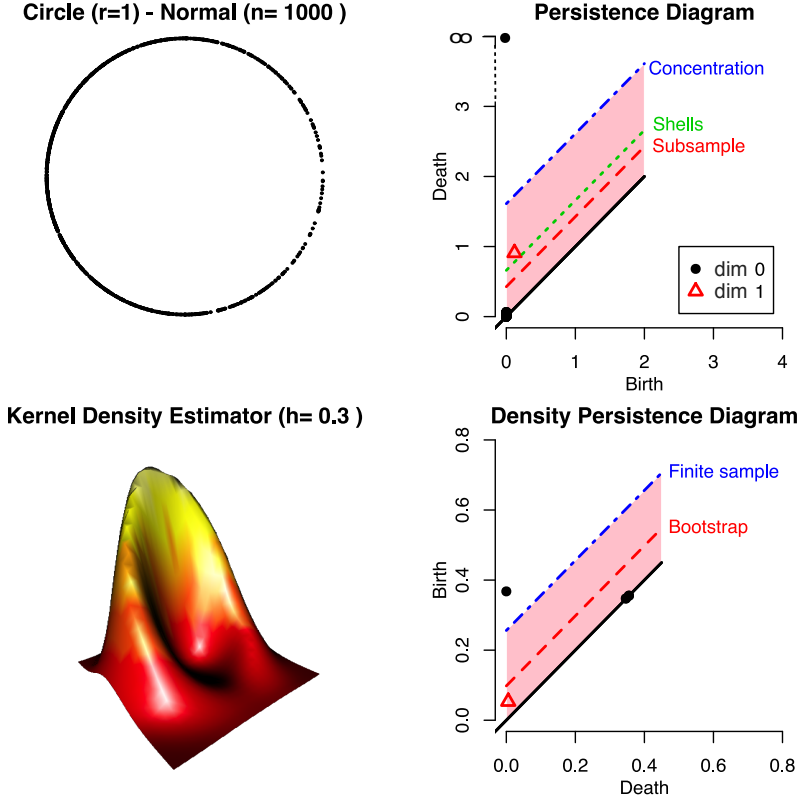 Circle (r=1) - Normal (n= 1000 )
Persistence Diagram
∞
3
2
1
0
Death
Concentration
Shells
Subsample
dim 0
dim 1
0 1 2 3 4
Birth
Kernel Density Estimator (h= 0.3 )
Density Persistence Diagram
0.8
0.6
0.4
0.2
0.0
Birth
Finite sample
Bootstrap
0.0 0.2 0.4 0.6 0.8
Death